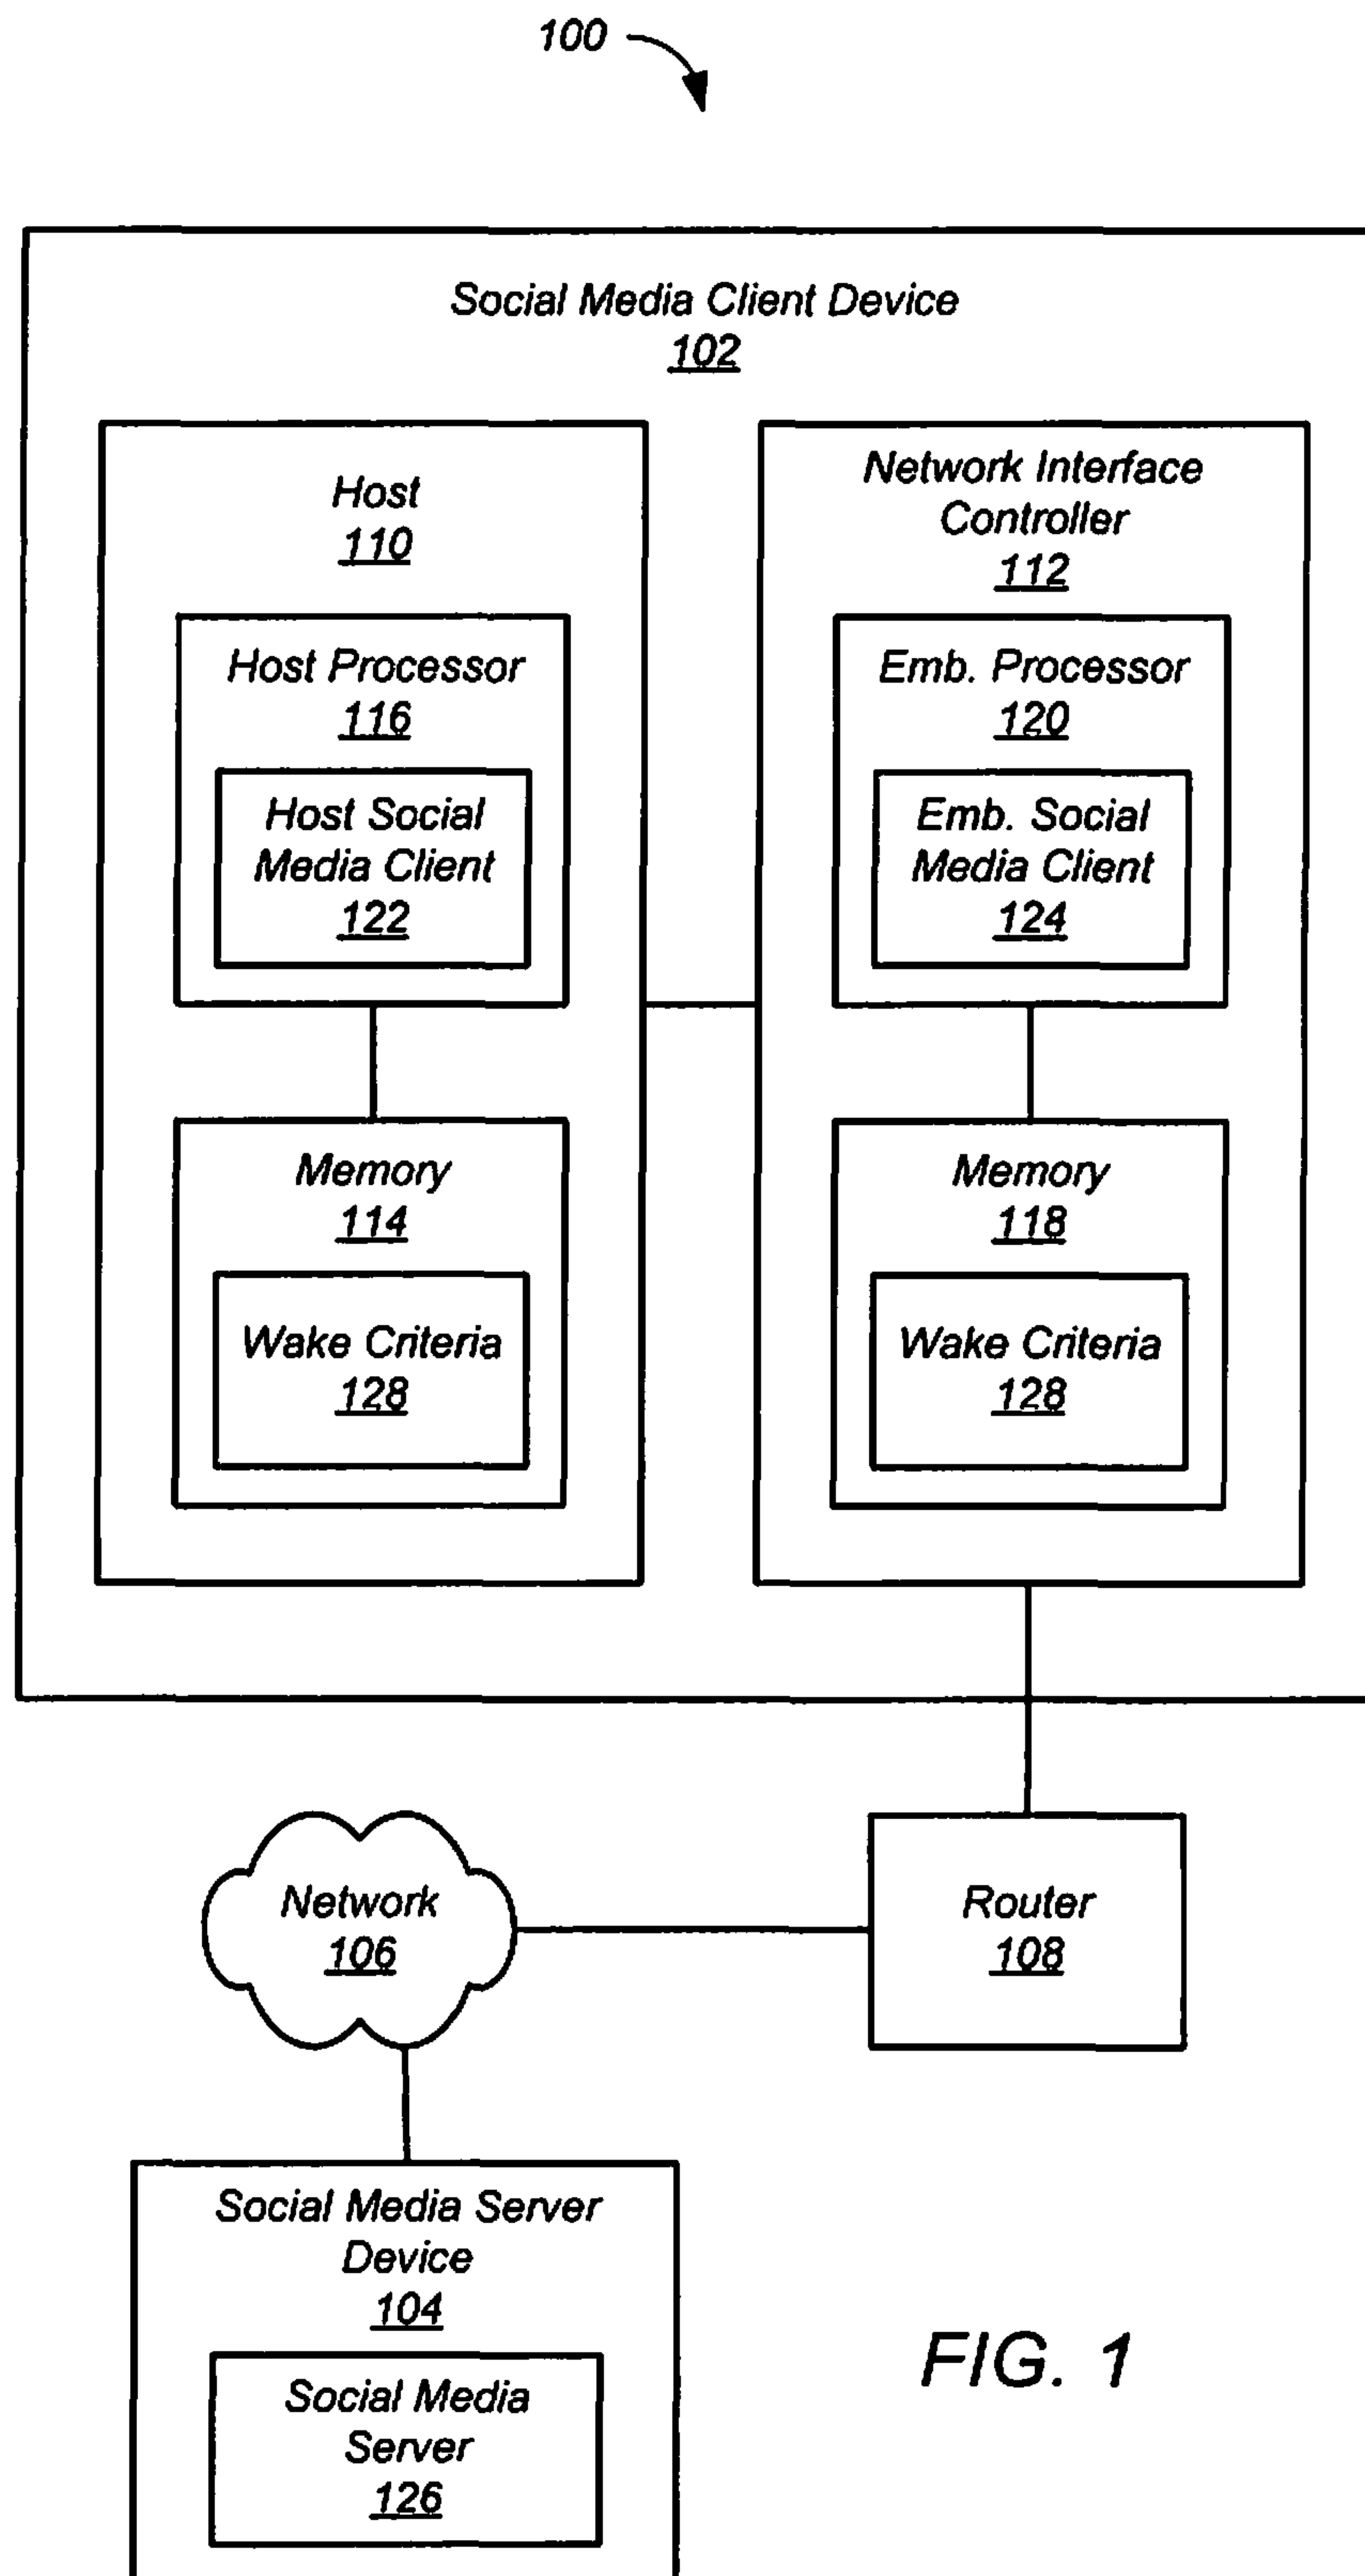 100
Social Media Client Device
102
Host
110
Host Processor
116
Host Social
Media Client
122
Memory
114
Wake Criteria
128
Network Interface
Controller
112
Emb. Processor
120
Emb. Social
Media Client
124
Memory
118
Wake Criteria
128
Network
106
Router
108
Social Media Server
Device
104
Social Media
Server
126
FIG. 1